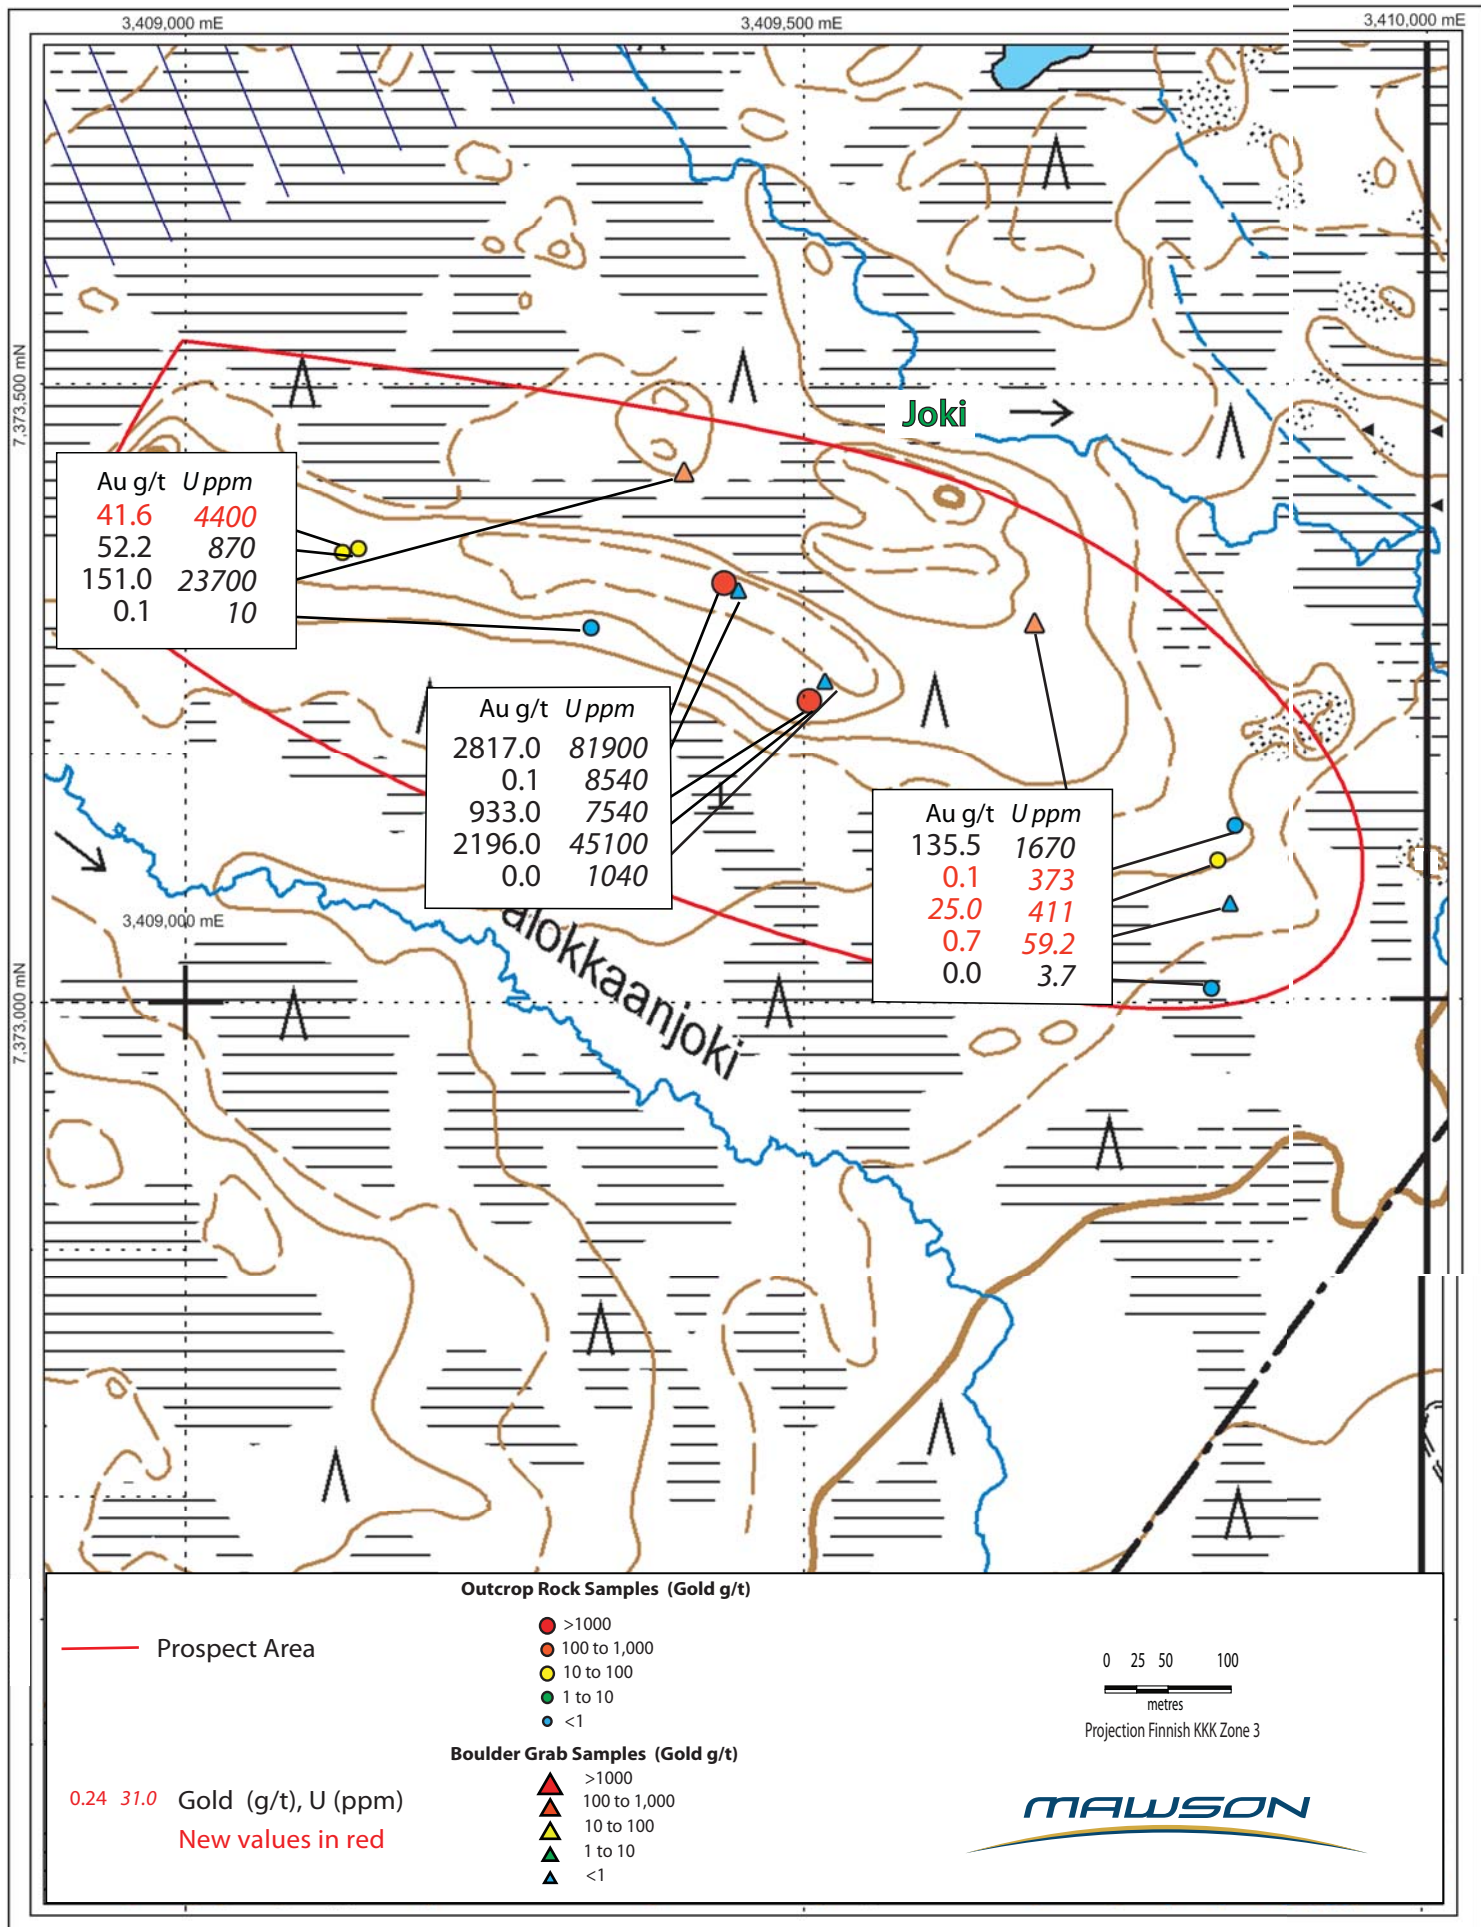 3,409,000 mE
3,409,500 mE
3,410,000 mE
7,373,500 mN
Joki
Au g/t U ppm
41.6 4400
52.2 870
151.0 23700
0.1 10
Au g/t U ppm
2817.0 81900
0.1 8540
933.0 7540
2196.0 45100
0.0 1040
Au g/t U ppm
135.5 1670
0.1 373
25.0 411
0.7 59.2
0.0 3.7
3,409,000 mE
alokkaanjoki
7,373,000 mN
Outcrop Rock Samples (Gold g/t)
>1000
100 to 1,000
10 to 100
1 to 10
<1
Prospect Area
Boulder Grab Samples (Gold g/t)
>1000
100 to 1,000
10 to 100
1 to 10
<1
0.24 31.0 Gold (g/t), U (ppm)
New values in red
0 25 50 100
metres
Projection Finnish KKK Zone 3
MAWSON